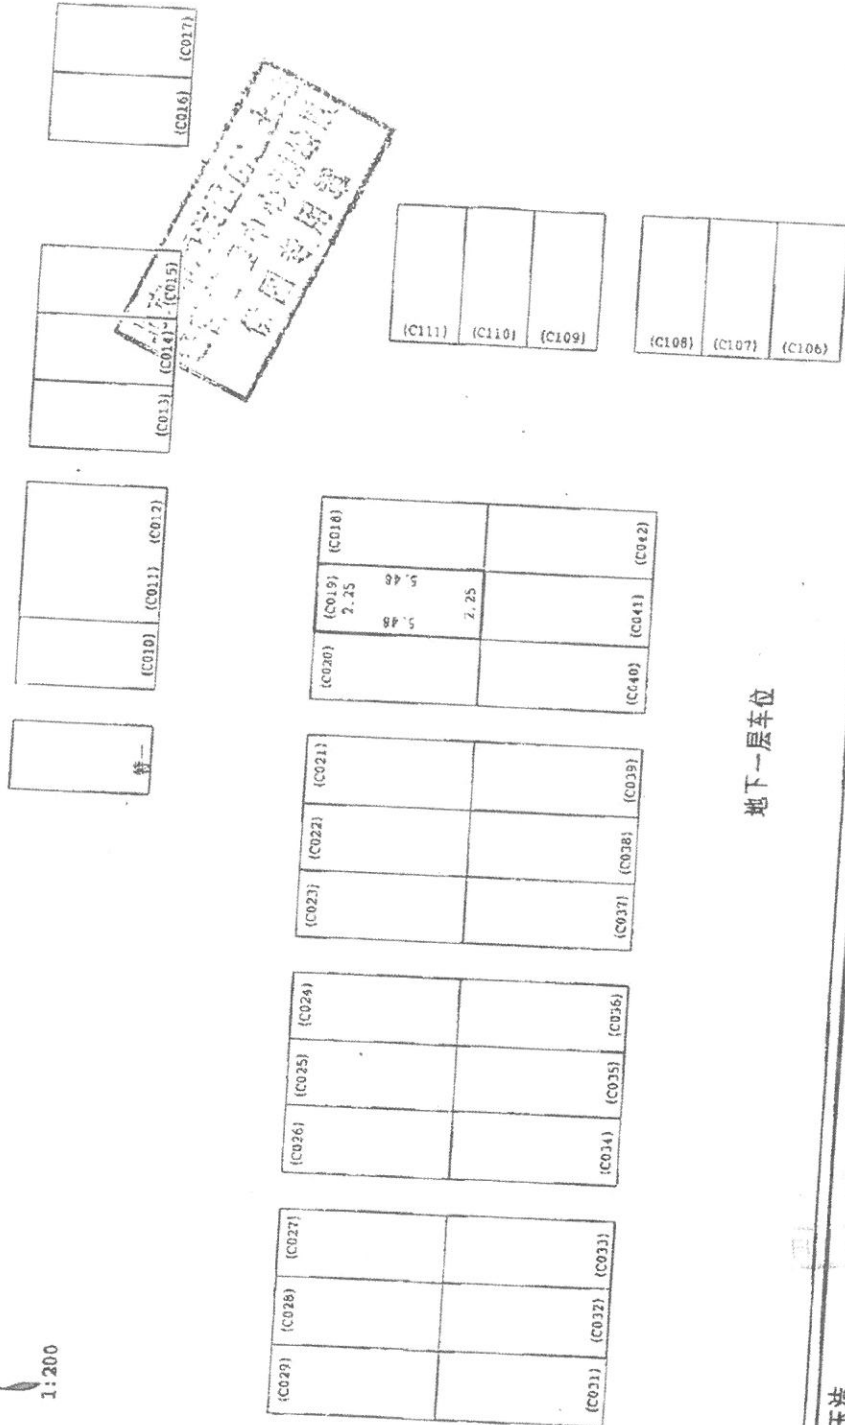 (C017)
(C016)
(C015)
(C014)
(C013)
(C012)
(C011)
(C010)
特一
(C111)
(C110)
(C109)
(C108)
(C107)
(C106)
(C018)
(C019)
2.25
5.48
5.48
2.25
(C020)
(C042)
(C041)
(C040)
(C021)
(C022)
(C023)
(C039)
(C038)
(C037)
(C024)
(C025)
(C026)
(C036)
(C035)
(C034)
(C027)
(C028)
(C029)
(C033)
(C032)
(C031)
地下一层车位
1:200